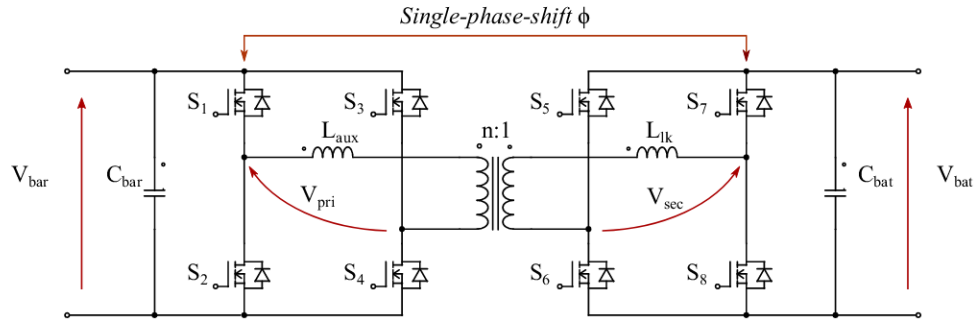 Single-phase-shift ϕ
S1
S3
S5
S7
Laux
n:1
Llk
Vbar
Cbar
Vpri
Vsec
Cbat
Vbat
S2
S4
S6
S8